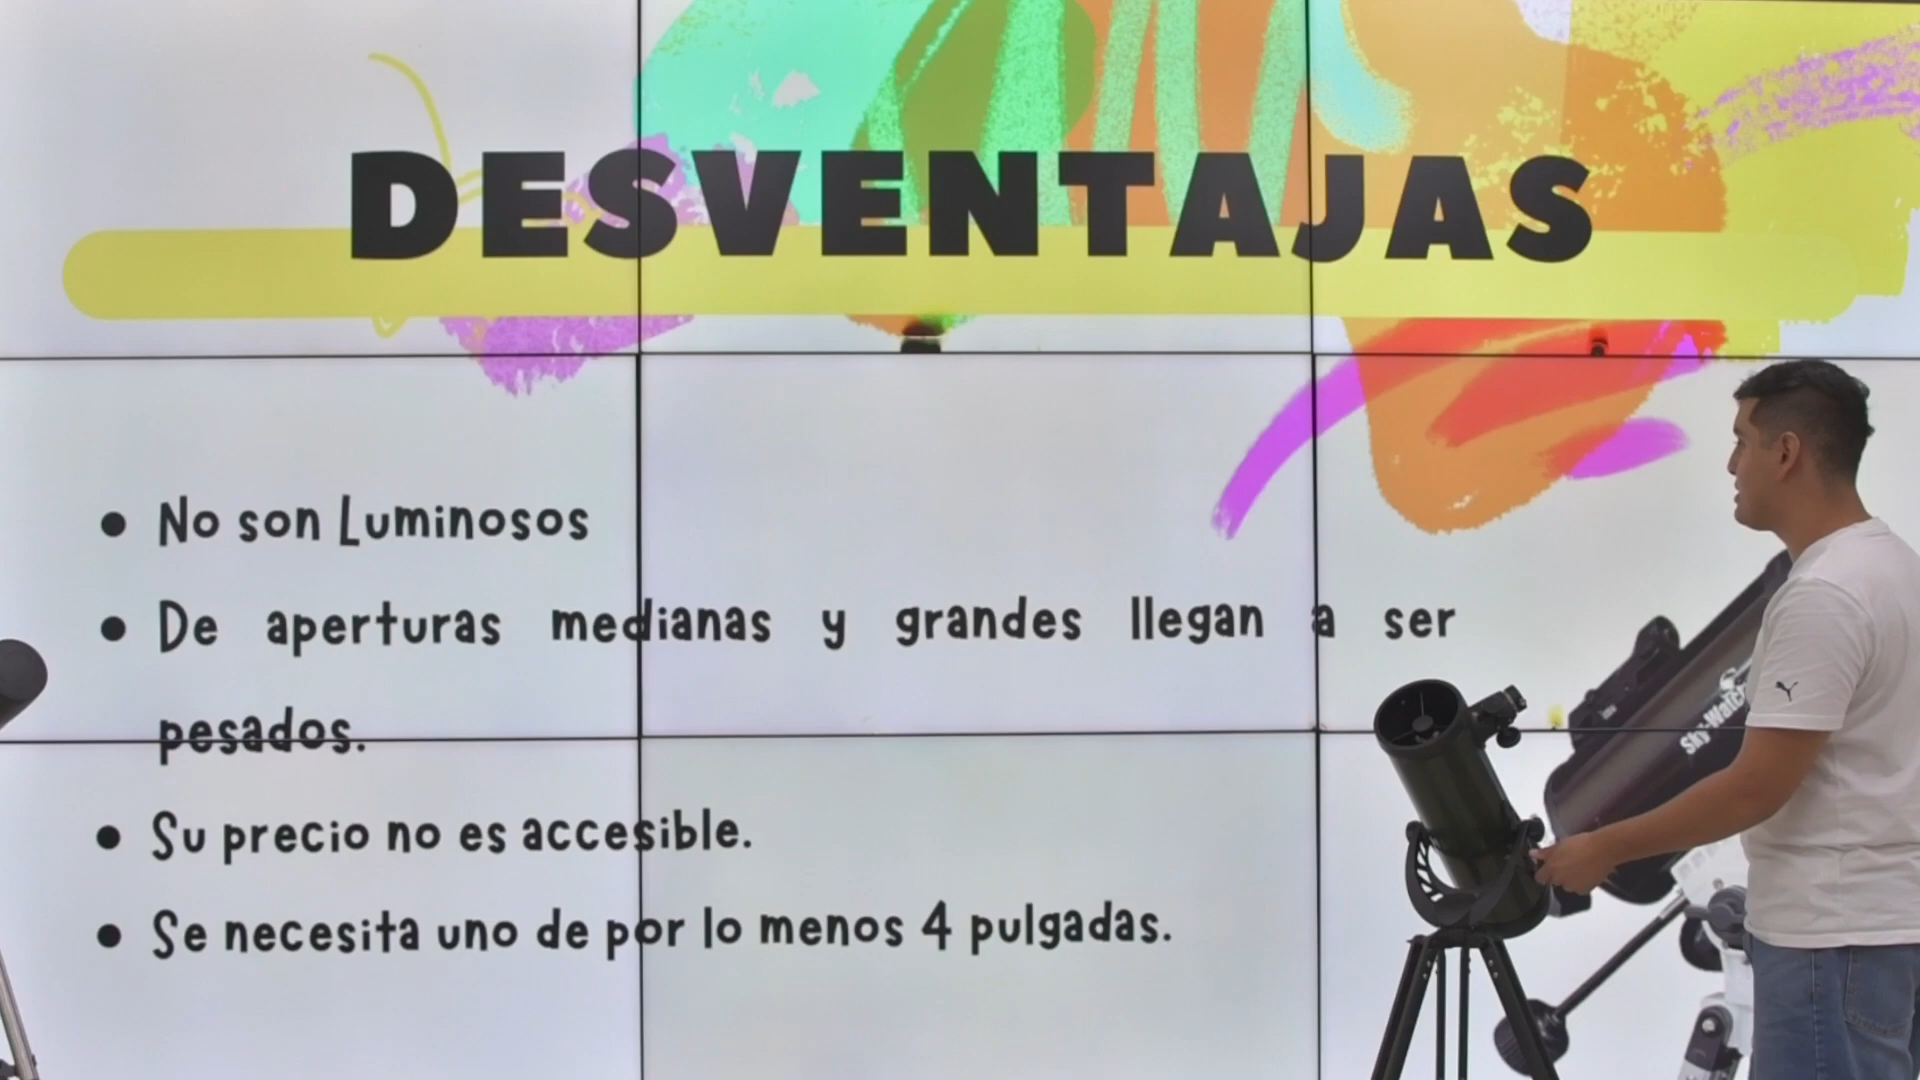 DESVENTAJAS
• No son Luminosos
• De aperturas medianas y grandes llegan a ser
pesados.
• Su precio no es accesible.
• Se necesita uno de por lo menos 4 pulgadas.